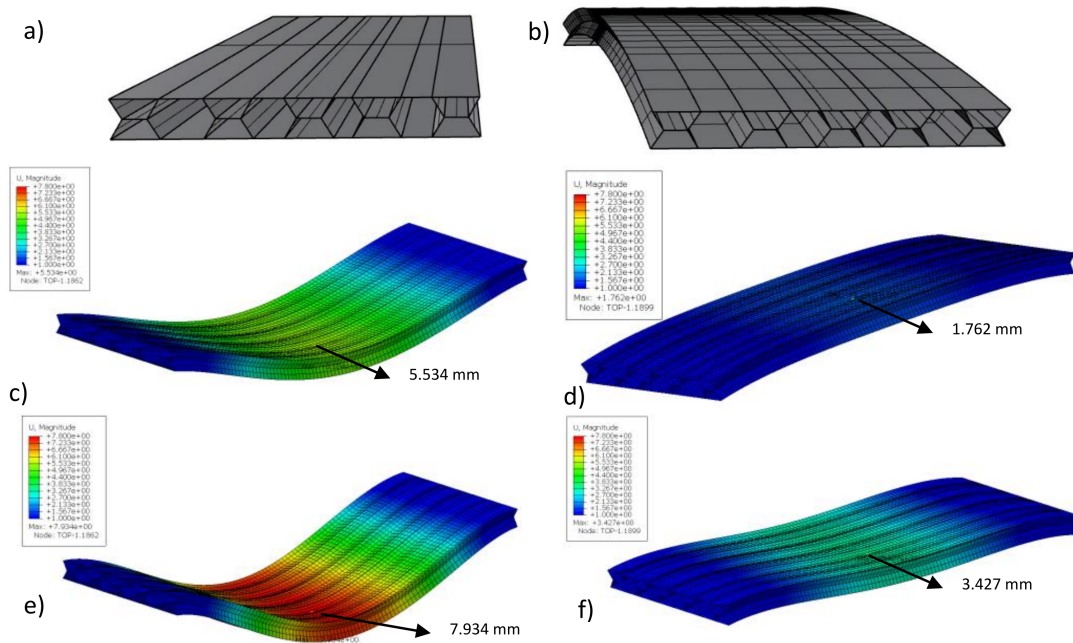 a)
b)
U, Magnitude
+7.800e+00
+7.233e+00
+6.667e+00
+6.100e+00
+5.533e+00
+4.967e+00
+4.400e+00
+3.833e+00
+3.267e+00
+2.700e+00
+2.133e+00
+1.567e+00
+1.000e+00
Max: +5.534e+00
Node: TOP-1.1862
5.534 mm
c)
U, Magnitude
+7.800e+00
+7.233e+00
+6.667e+00
+6.100e+00
+5.533e+00
+4.967e+00
+4.400e+00
+3.833e+00
+3.267e+00
+2.700e+00
+2.133e+00
+1.567e+00
+1.000e+00
Max: +1.762e+00
Node: TOP-1.1899
1.762 mm
d)
U, Magnitude
+7.800e+00
+7.233e+00
+6.667e+00
+6.100e+00
+5.533e+00
+4.967e+00
+4.400e+00
+3.833e+00
+3.267e+00
+2.700e+00
+2.133e+00
+1.567e+00
+1.000e+00
Max: +7.934e+00
Node: TOP-1.1862
e)
7.934 mm
U, Magnitude
+7.800e+00
+7.233e+00
+6.667e+00
+6.100e+00
+5.533e+00
+4.967e+00
+4.400e+00
+3.833e+00
+3.267e+00
+2.700e+00
+2.133e+00
+1.567e+00
+1.000e+00
Max: +3.427e+00
Node: TOP-1.1899
3.427 mm
f)